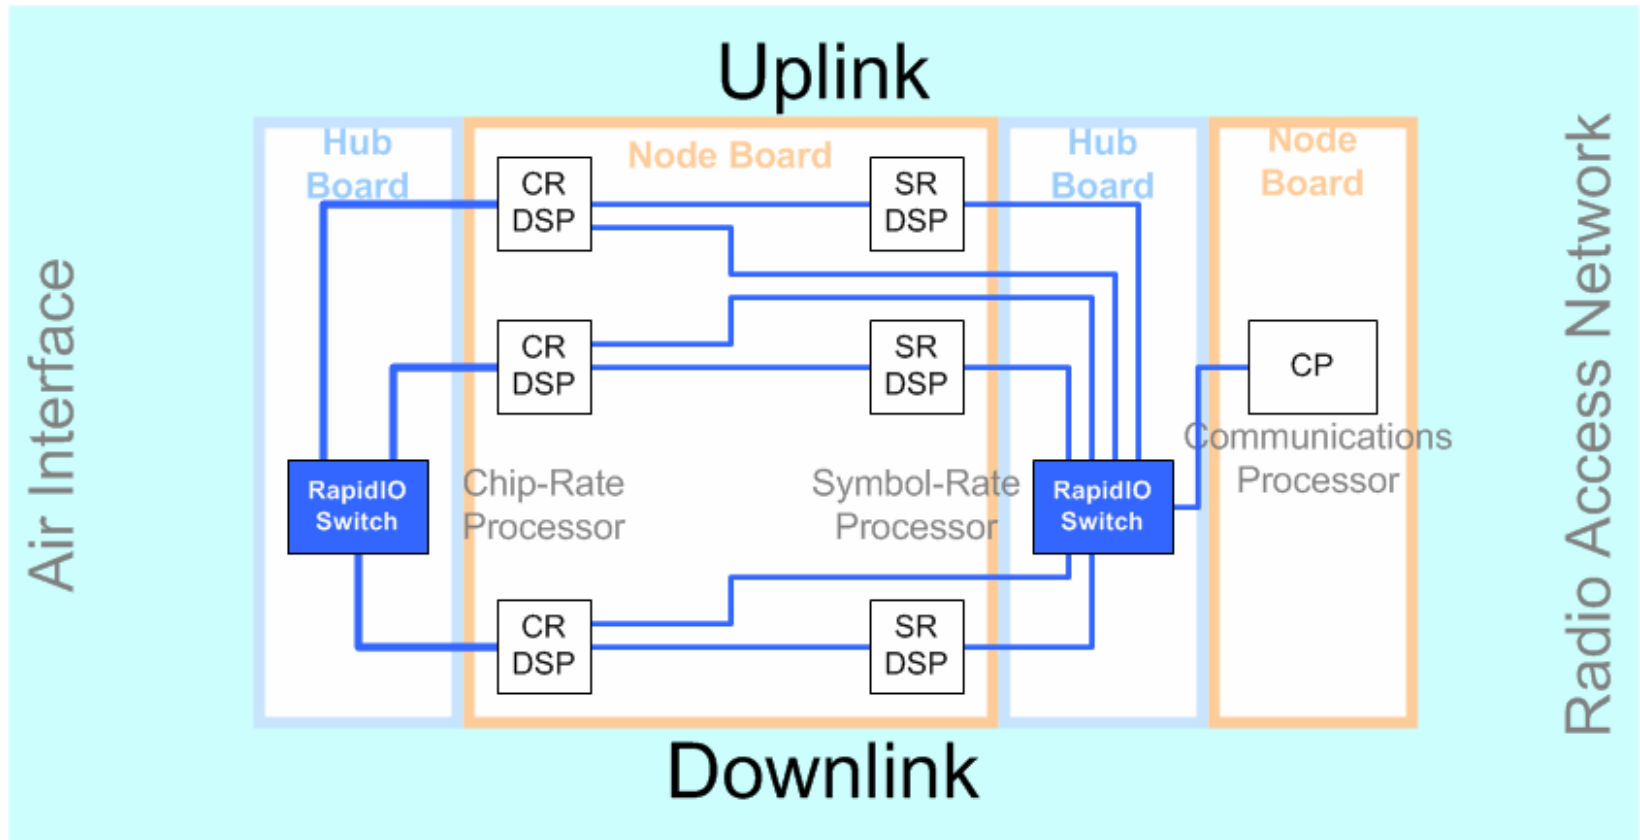 Uplink
Hub
Board
Node Board
Hub
Board
Node
Board
CR
DSP
SR
DSP
CR
DSP
SR
DSP
CP
Communications
Processor
Air Interface
RapidIO
Switch
Chip-Rate
Processor
Symbol-Rate
Processor
RapidIO
Switch
Radio Access Network
CR
DSP
SR
DSP
Downlink